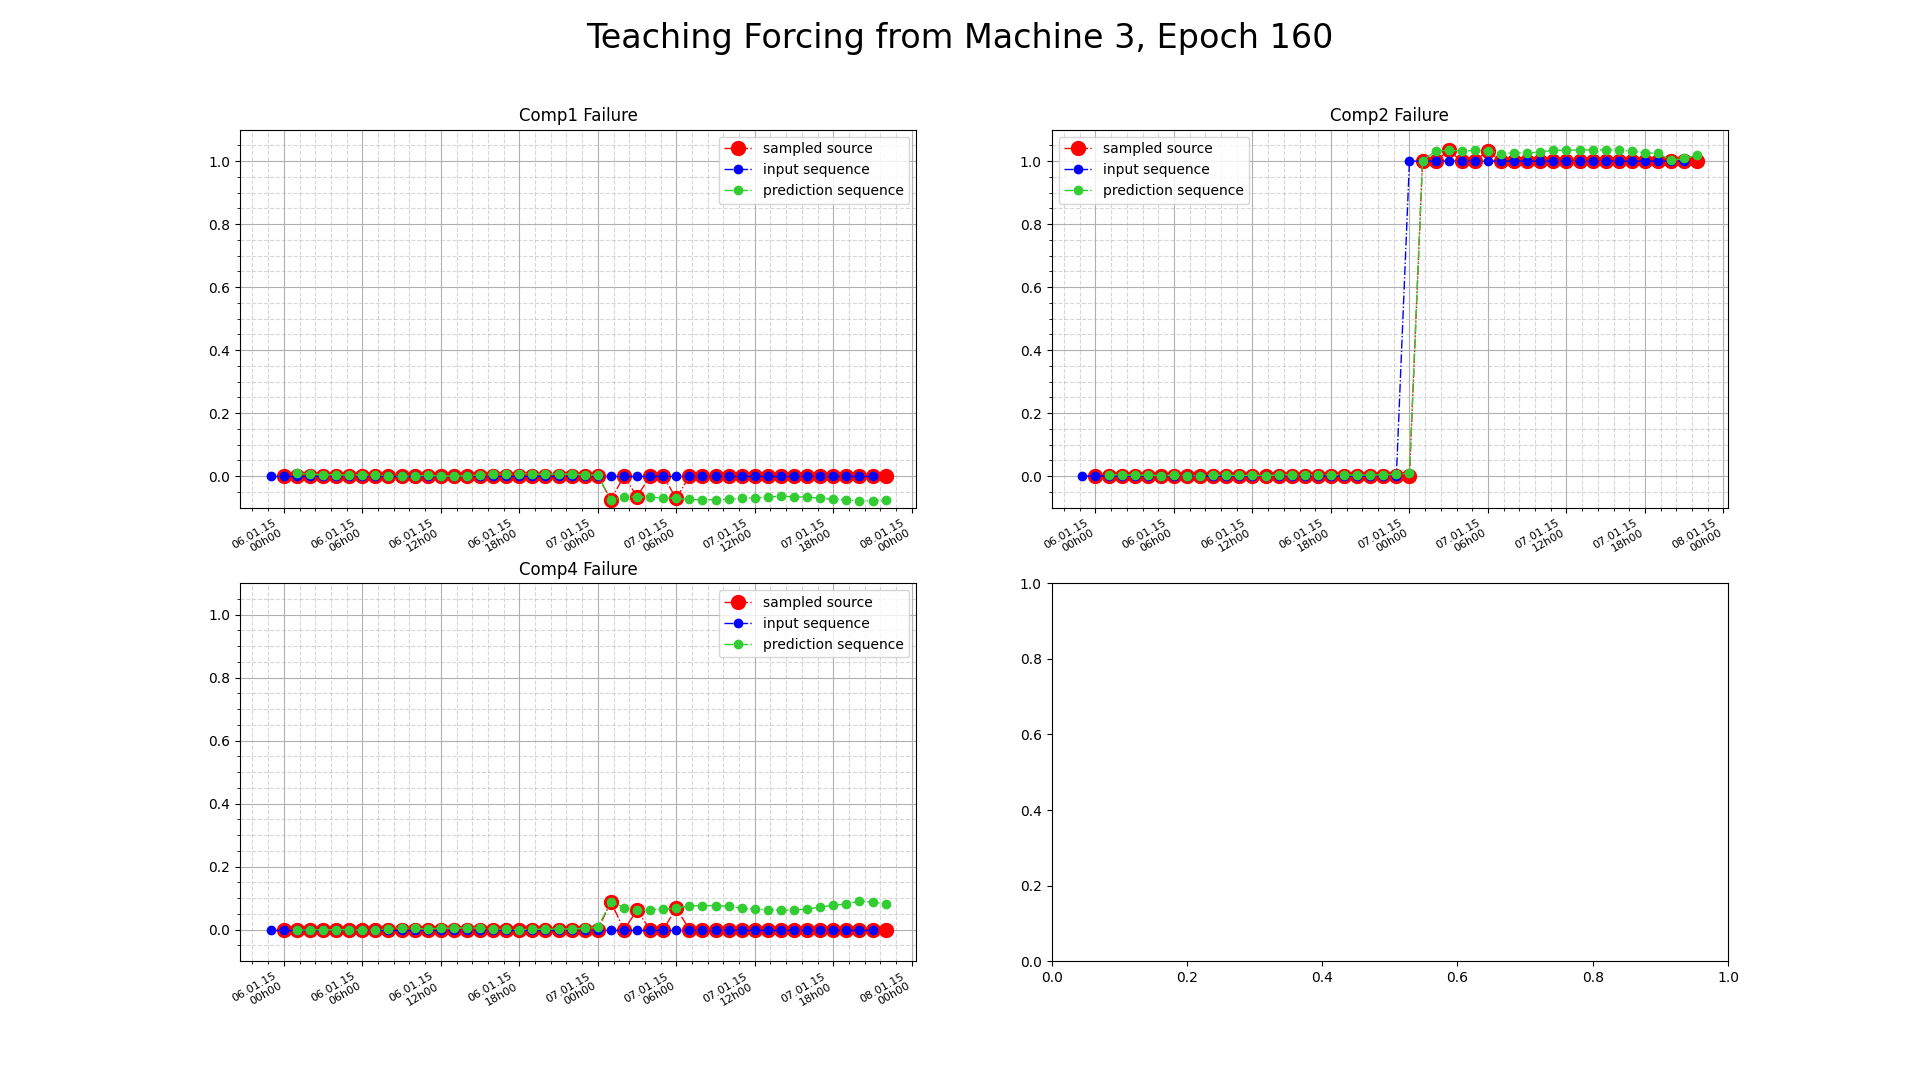 Teaching Forcing from Machine 3, Epoch 160
Comp1 Failure
sampled source
input sequence
prediction sequence
1.0
0.8
0.6
0.4
0.2
0.0
06.01.15
00h00
06.01.15
06h00
06.01.15
12h00
06.01.15
18h00
07.01.15
00h00
07.01.15
06h00
07.01.15
12h00
07.01.15
18h00
08.01.15
00h00
Comp2 Failure
sampled source
input sequence
prediction sequence
1.0
0.8
0.6
0.4
0.2
0.0
06.01.15
00h00
06.01.15
06h00
06.01.15
12h00
06.01.15
18h00
07.01.15
00h00
07.01.15
06h00
07.01.15
12h00
07.01.15
18h00
08.01.15
00h00
Comp4 Failure
sampled source
input sequence
prediction sequence
1.0
0.8
0.6
0.4
0.2
0.0
06.01.15
00h00
06.01.15
06h00
06.01.15
12h00
06.01.15
18h00
07.01.15
00h00
07.01.15
06h00
07.01.15
12h00
07.01.15
18h00
08.01.15
00h00
1.0
0.8
0.6
0.4
0.2
0.0
0.0 0.2 0.4 0.6 0.8 1.0